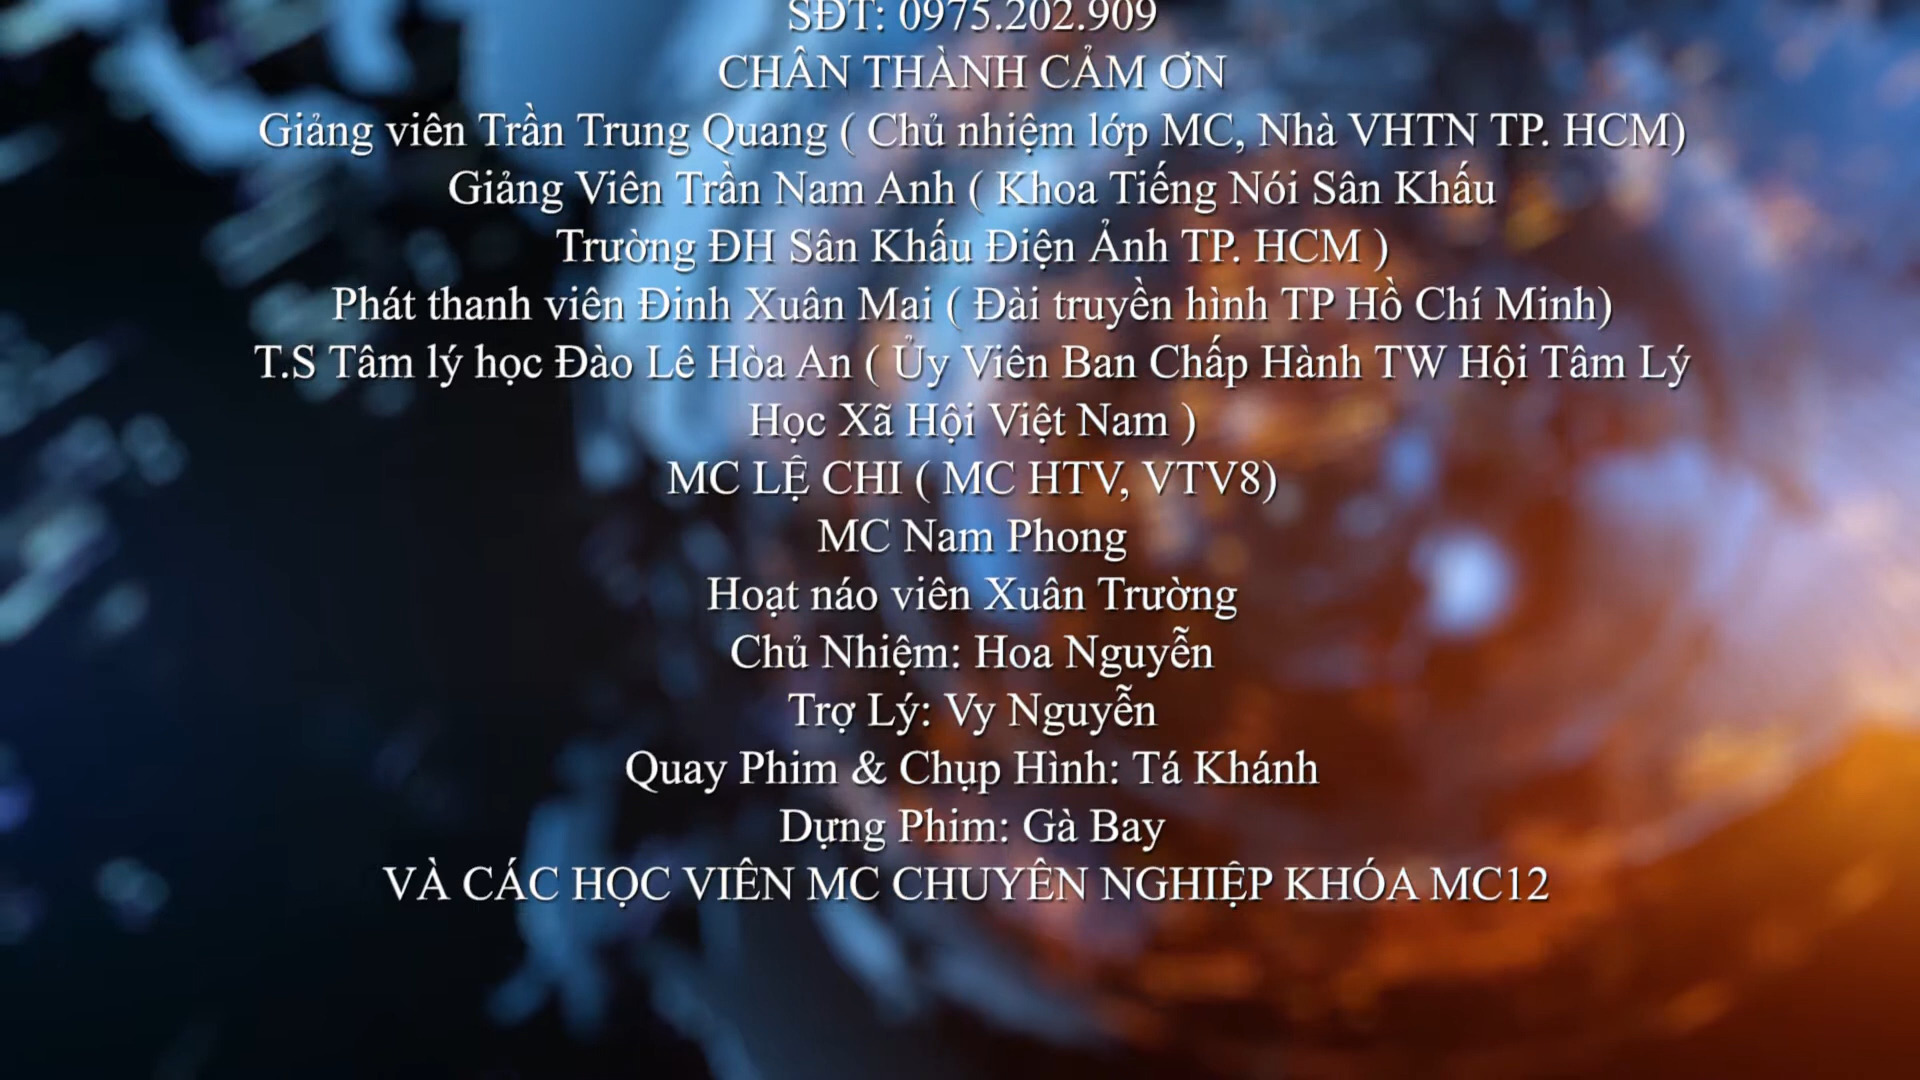 SĐT: 0975.202.909
CHÂN THÀNH CẢM ƠN
Giảng viên Trần Trung Quang ( Chủ nhiệm lớp MC, Nhà VHTN TP. HCM)
Giảng Viên Trần Nam Anh ( Khoa Tiếng Nói Sân Khấu
Trường ĐH Sân Khấu Điện Ảnh TP. HCM )
Phát thanh viên Đinh Xuân Mai ( Đài truyền hình TP Hồ Chí Minh)
T.S Tâm lý học Đào Lê Hòa An ( Ủy Viên Ban Chấp Hành TW Hội Tâm Lý
Học Xã Hội Việt Nam )
MC LỆ CHI ( MC HTV, VTV8)
MC Nam Phong
Hoạt náo viên Xuân Trường
Chủ Nhiệm: Hoa Nguyễn
Trợ Lý: Vy Nguyễn
Quay Phim & Chụp Hình: Tá Khánh
Dựng Phim: Gà Bay
VÀ CÁC HỌC VIÊN MC CHUYÊN NGHIỆP KHÓA MC12